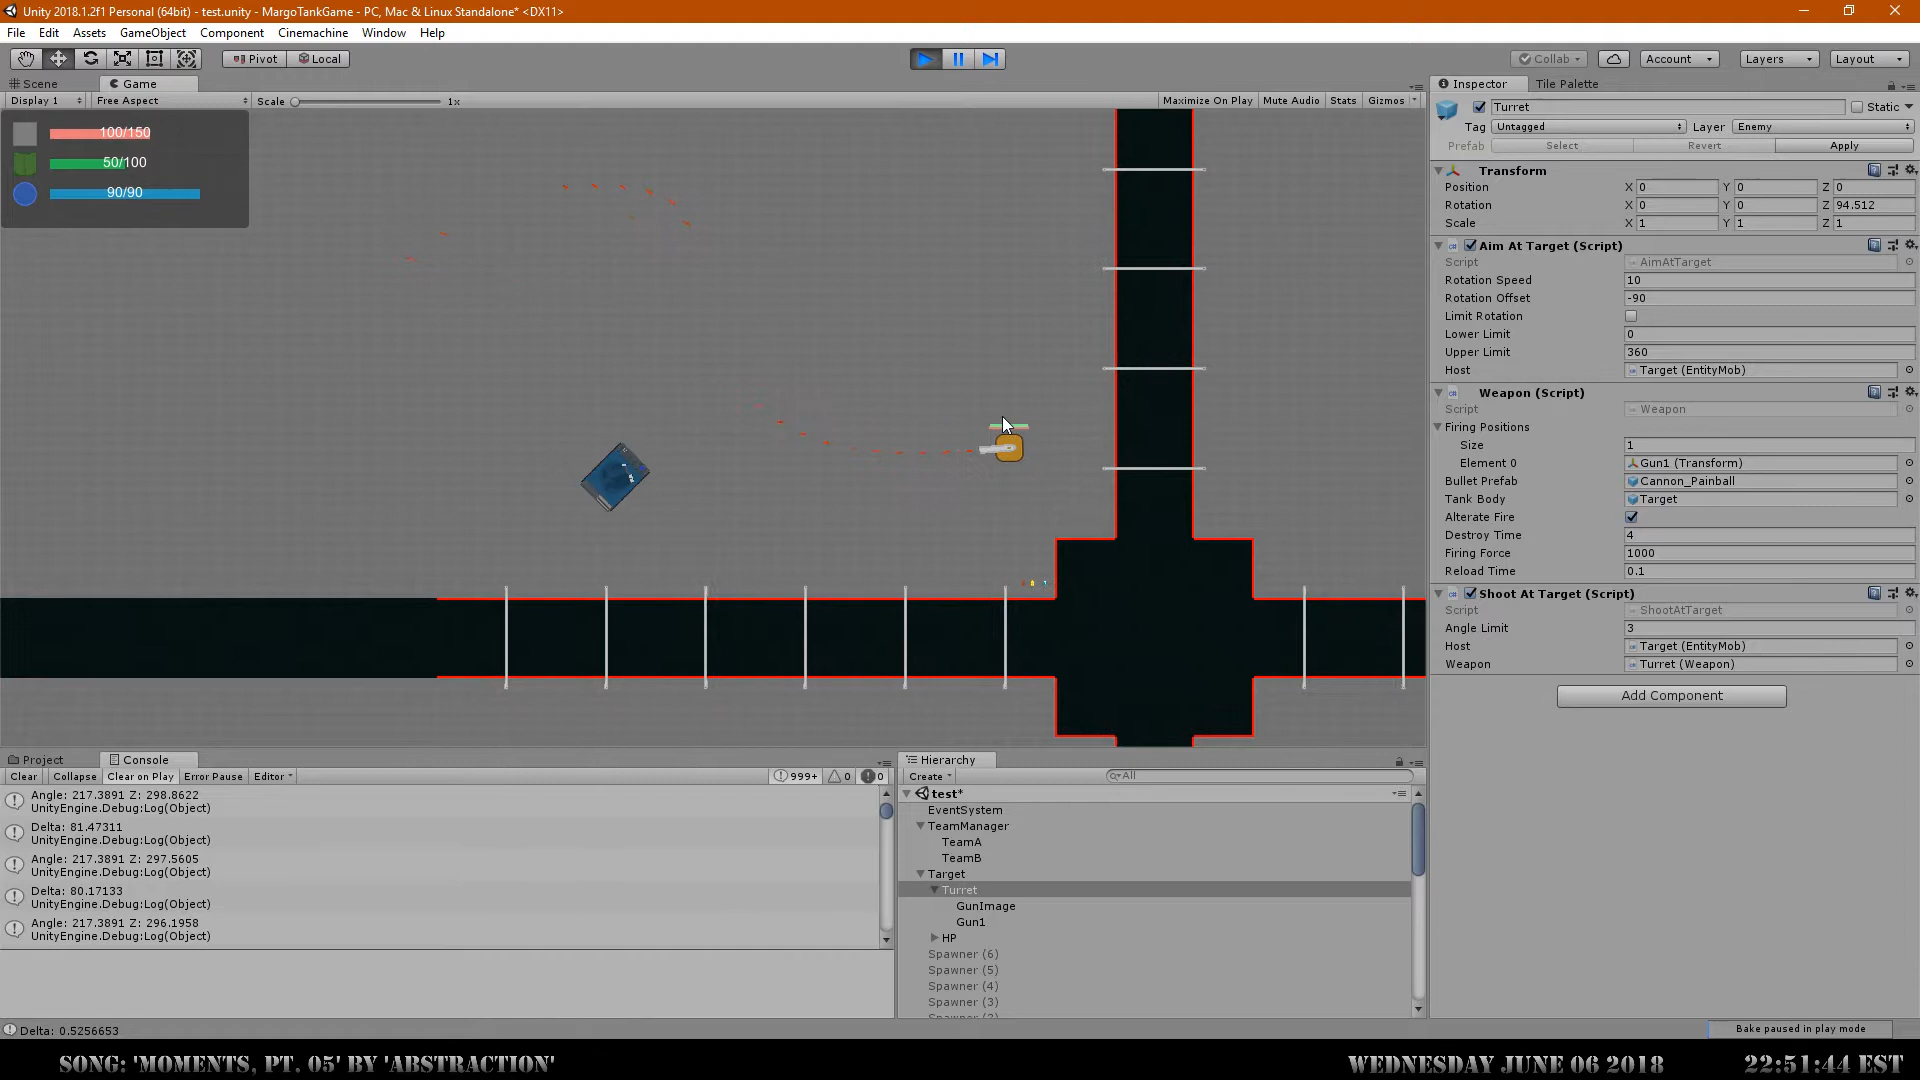 Unity 2018.1.2f1 Personal (64bit) - test.unity - MargoTankGame - PC, Mac & Linux Standalone* <DX11>
File Edit Assets GameObject Component Cinemachine Window Help
Pivot Local Collab Account Layers Layout
Scene Game
Display 1 Free Aspect Scale 1x Maximize On Play Mute Audio Stats Gizmos
100/150
50/100
90/90
Inspector Tile Palette
Turret Static
Tag Untagged Layer Enemy
Prefab Select Revert Apply
Transform
Position X 0 Y 0 Z 0
Rotation X 0 Y 0 Z 94.512
Scale X 1 Y 1 Z 1
Aim At Target (Script)
Script AimAtTarget
Rotation Speed 10
Rotation Offset -90
Limit Rotation
Lower Limit 0
Upper Limit 360
Host Target (EntityMob)
Weapon (Script)
Script Weapon
Firing Positions
Size 1
Element 0 Gun1 (Transform)
Bullet Prefab Cannon_Painball
Tank Body Target
Alterate Fire
Destroy Time 4
Firing Force 1000
Reload Time 0.1
Shoot At Target (Script)
Script ShootAtTarget
Angle Limit 3
Host Target (EntityMob)
Weapon Turret (Weapon)
Add Component
Project Console
Clear Collapse Clear on Play Error Pause Editor 999+ 0 0
Angle: 217.3891 Z: 298.8622
UnityEngine.Debug:Log(Object)
Delta: 81.47311
UnityEngine.Debug:Log(Object)
Angle: 217.3891 Z: 297.5605
UnityEngine.Debug:Log(Object)
Delta: 80.17133
UnityEngine.Debug:Log(Object)
Angle: 217.3891 Z: 296.1958
UnityEngine.Debug:Log(Object)
Hierarchy
Create All
test*
EventSystem
TeamManager
TeamA
TeamB
Target
Turret
GunImage
Gun1
HP
Spawner (6)
Spawner (5)
Spawner (4)
Spawner (3)
Delta: 0.5256653
Bake paused in play mode
SONG: 'MOMENTS, PT. 05' BY 'ABSTRACTION' WEDNESDAY JUNE 06 2018 22:51:44 EST